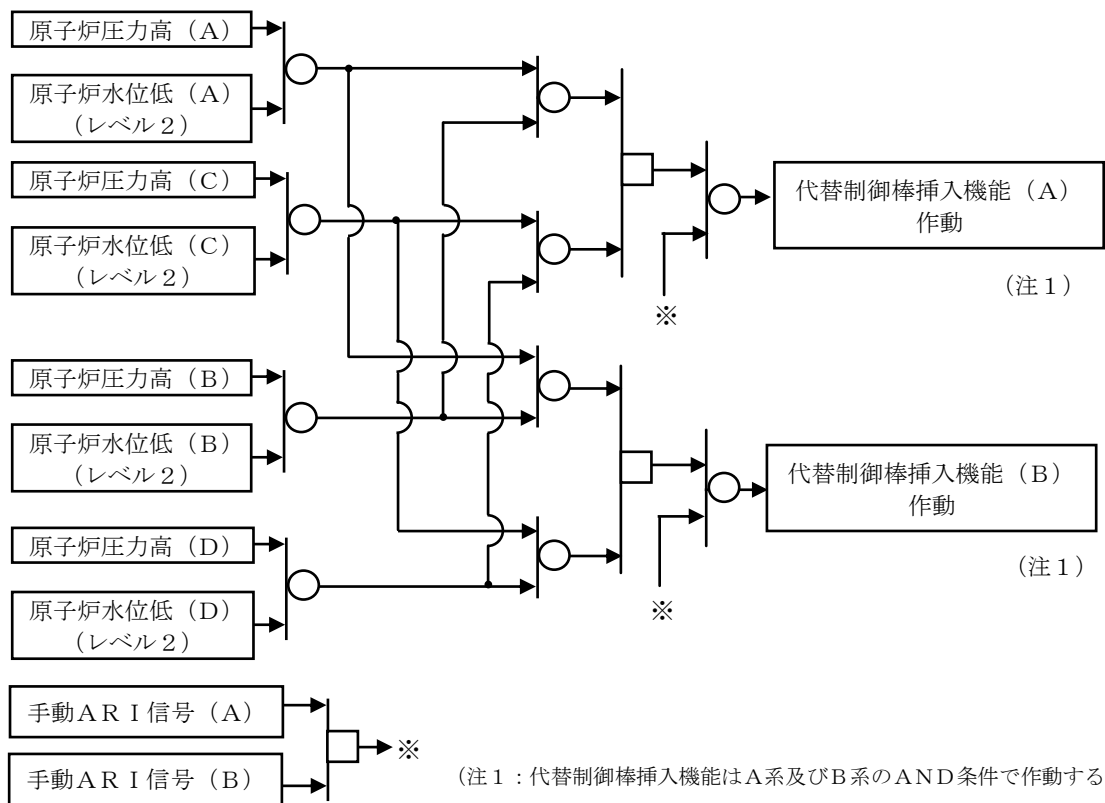 原子炉圧力高（Ａ）
原子炉水位低（Ａ）
（レベル２）
原子炉圧力高（Ｃ）
原子炉水位低（Ｃ）
（レベル２）
代替制御棒挿入機能（Ａ）
作動
（注１）
※
原子炉圧力高（Ｂ）
原子炉水位低（Ｂ）
（レベル２）
代替制御棒挿入機能（Ｂ）
作動
（注１）
※
原子炉圧力高（Ｄ）
原子炉水位低（Ｄ）
（レベル２）
手動ＡＲＩ信号（Ａ）
※
手動ＡＲＩ信号（Ｂ）
（注１：代替制御棒挿入機能はＡ系及びＢ系のＡＮＤ条件で作動する